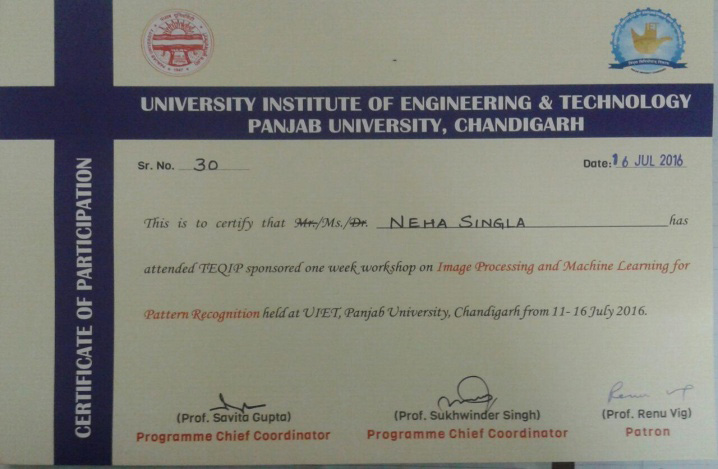 UNIVERSITY INSTITUTE OF ENGINEERING & TECHNOLOGY
PANJAB UNIVERSITY, CHANDIGARH
CERTIFICATE OF PARTICIPATION
Sr. No. 30
Date: 16 JUL 2016
This is to certify that Mr./Ms./Dr. NEHA SINGLA has
attended TEQIP sponsored one week workshop on Image Processing and Machine Learning for
Pattern Recognition held at UIET, Panjab University, Chandigarh from 11- 16 July 2016.
(Prof. Savita Gupta)
Programme Chief Coordinator
(Prof. Sukhwinder Singh)
Programme Chief Coordinator
(Prof. Renu Vig)
Patron